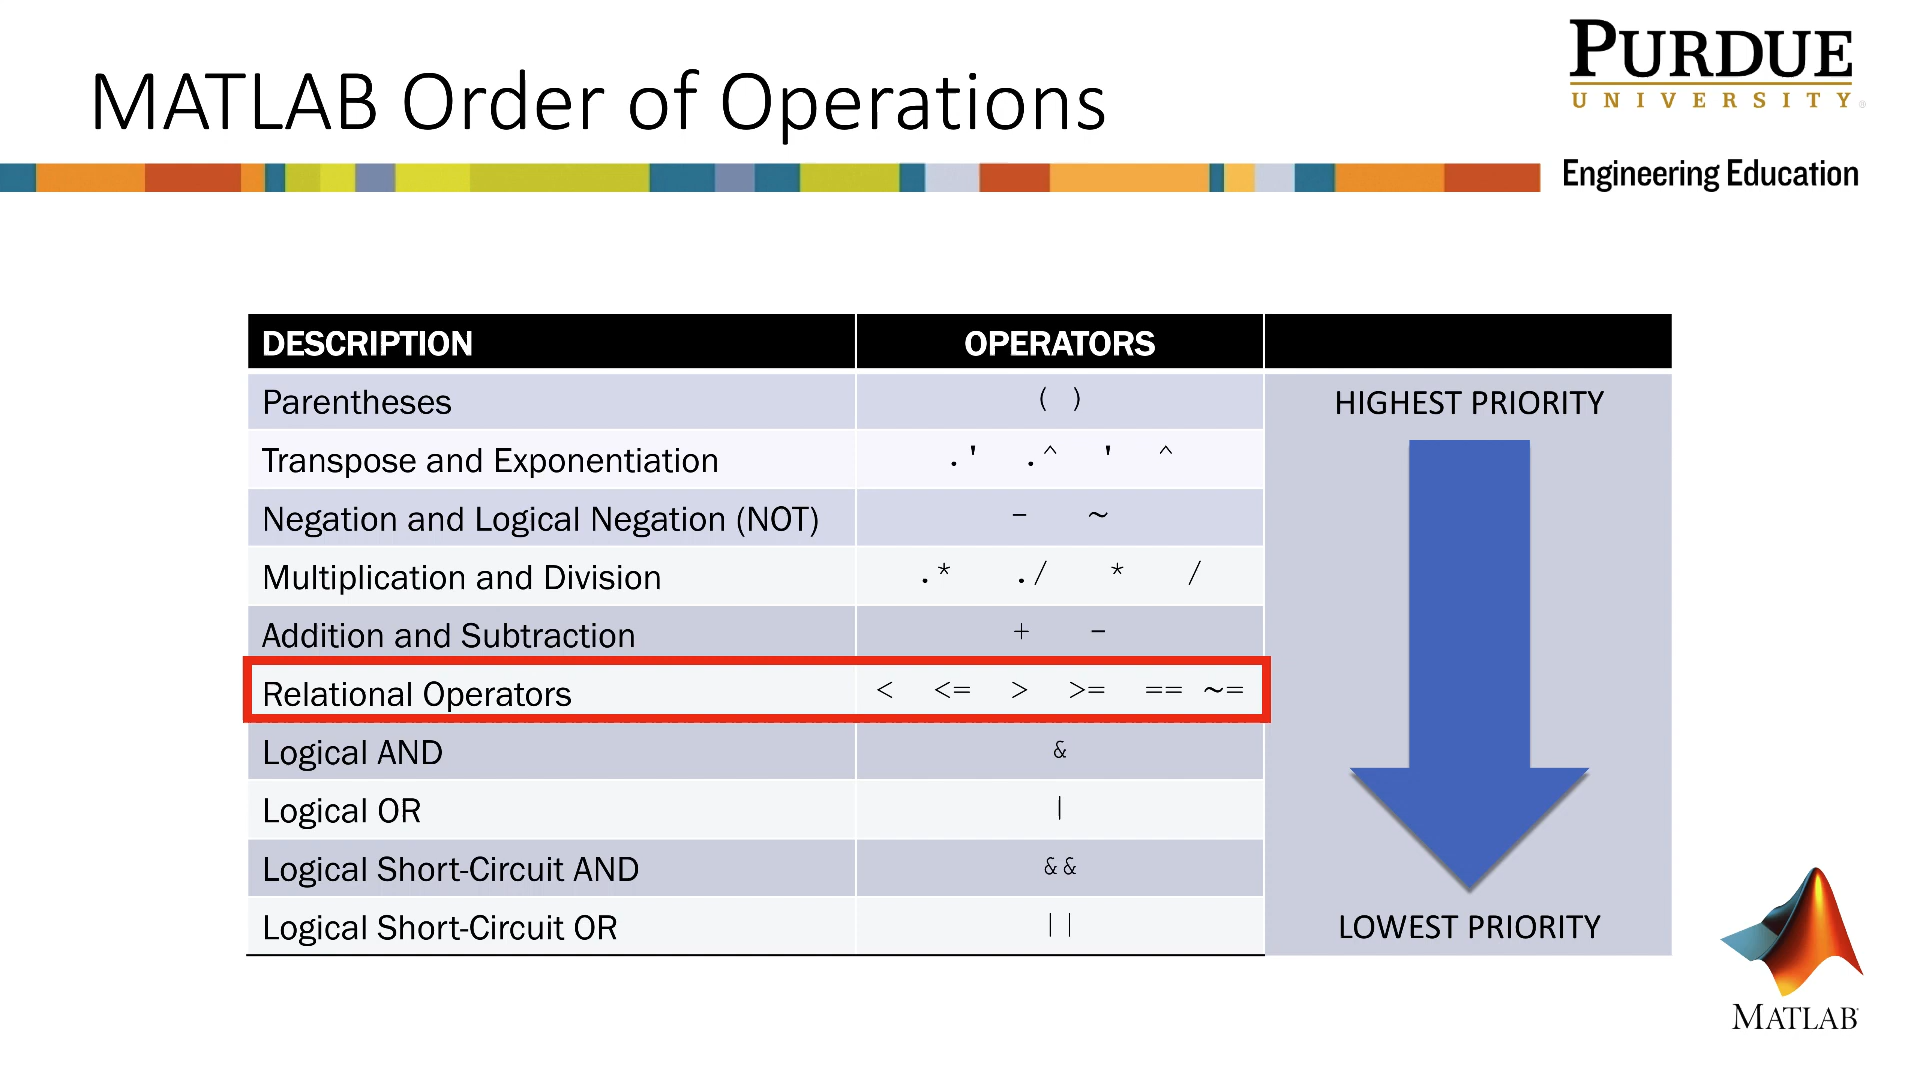 MATLAB Order of Operations
PURDUE
UNIVERSITY®
Engineering Education
DESCRIPTION OPERATORS
Parentheses ( ) HIGHEST PRIORITY
Transpose and Exponentiation .' .^ ' ^
Negation and Logical Negation (NOT) - ~
Multiplication and Division .* ./ * /
Addition and Subtraction + -
Relational Operators < <= > >= == ~=
Logical AND &
Logical OR |
Logical Short-Circuit AND &&
Logical Short-Circuit OR || LOWEST PRIORITY
MATLAB